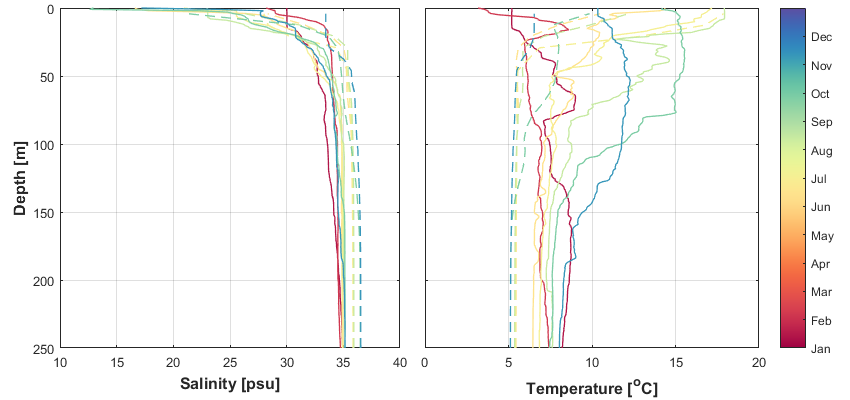 0
50
100
150
200
250
Depth [m]
10 15 20 25 30 35 40
Salinity [psu]
0 5 10 15 20
Temperature [°C]
Dec
Nov
Oct
Sep
Aug
Jul
Jun
May
Apr
Mar
Feb
Jan